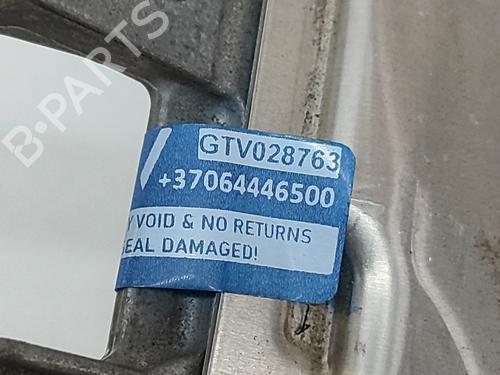 B-PARTS
GTV028763
+37064446500
VOID & NO RETURNS
SEAL DAMAGED!